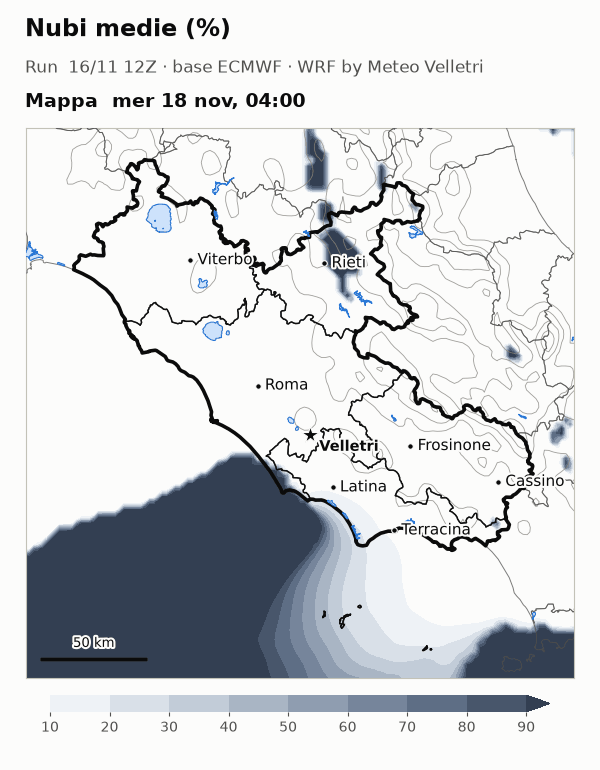 Nubi medie (%)
Run 16/11 12Z · base ECMWF · WRF by Meteo Velletri
Mappa mer 18 nov, 04:00
Viterbo
Rieti
Roma
Velletri
Frosinone
Cassino
Latina
Terracina
50 km
10 20 30 40 50 60 70 80 90